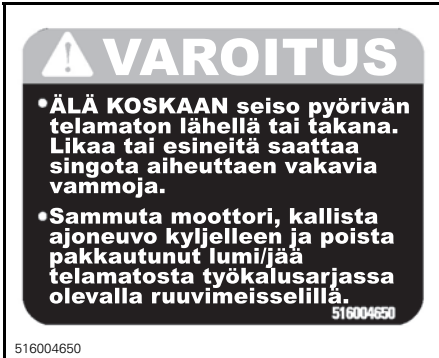 VAROITUS
•ÄLÄ KOSKAAN seiso pyörivän
telamaton lähellä tai takana.
Likaa tai esineitä saattaa
singota aiheuttaen vakavia
vammoja.
•Sammuta moottori, kallista
ajoneuvo kyljelleen ja poista
pakkautunut lumi/jää
telamatosta työkalusarjassa
olevalla ruuvimeisselillä.
516004650
516004650